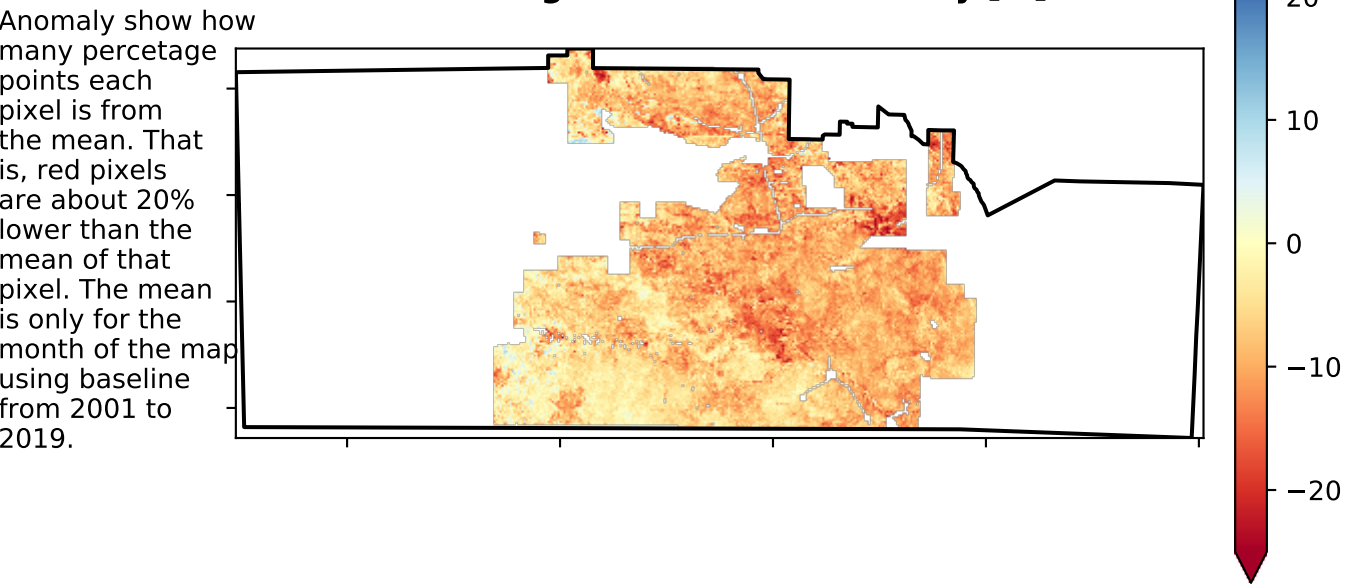 Anomaly show how
many percetage
points each
pixel is from
the mean. That
is, red pixels
are about 20%
lower than the
mean of that
pixel. The mean
is only for the
month of the map
using baseline
from 2001 to
2019.
20
10
0
−10
−20